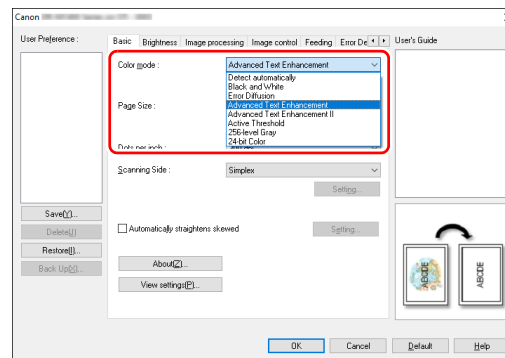 Canon
User Preference :
Basic Brightness Image processing Image control Feeding Error De
User's Guide
Color mode : Advanced Text Enhancement
Detect automatically
Black and White
Error Diffusion
Advanced Text Enhancement
Advanced Text Enhancement II
Active Threshold
256-level Gray
24-bit Color
Page Size :
Dots per inch :
Scanning Side : Simplex
Setting...
Save(Y)...
Delete(J)
Restore(I)...
Back Up(X)...
Automatically straightens skewed
Setting...
About(Z)...
View settings(P)...
ABCDE
ABCDE
OK Cancel Default Help